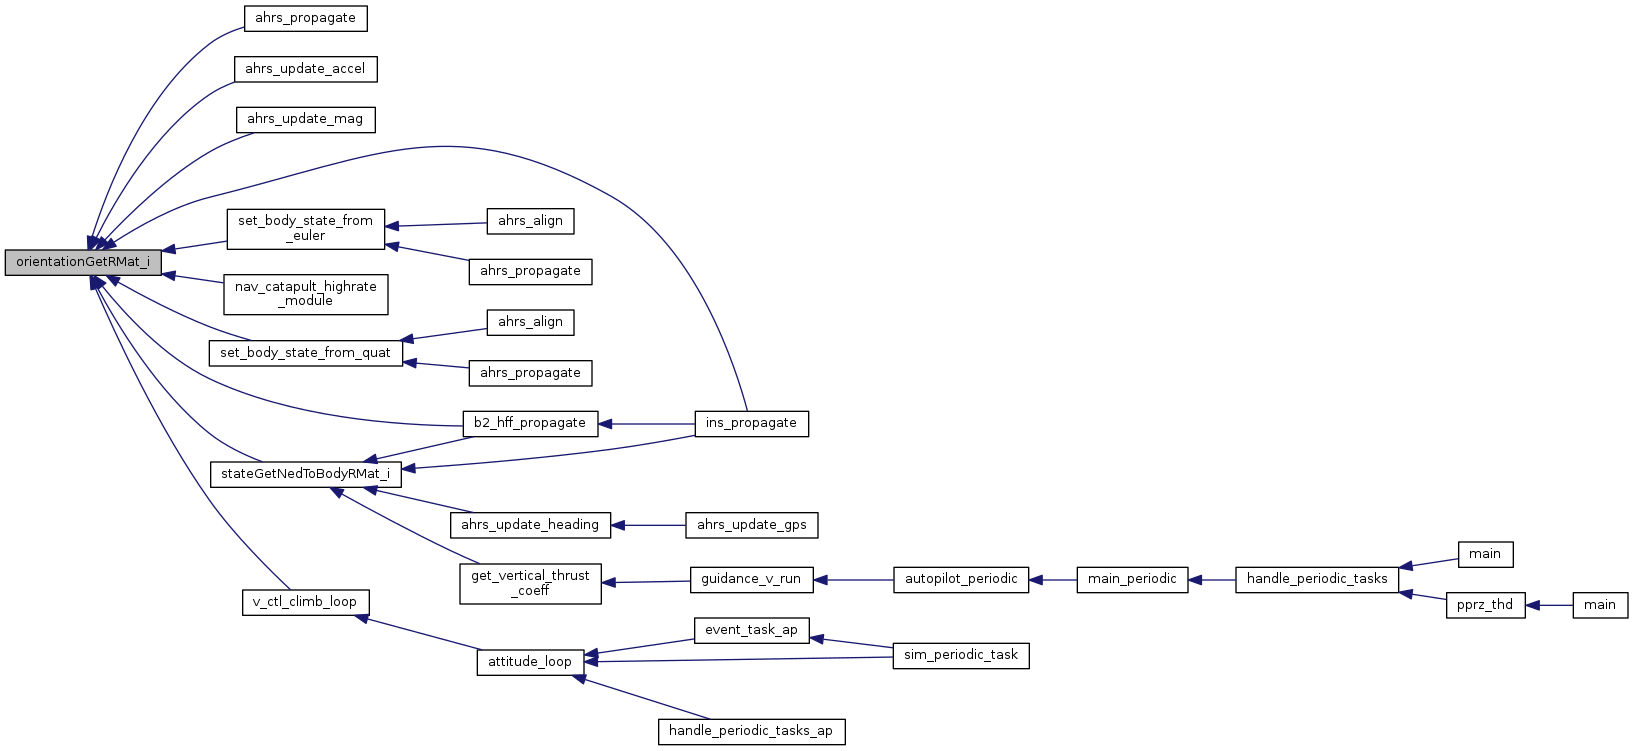 ahrs_propagate
ahrs_update_accel
ahrs_update_mag
orientationGetRMat_i
set_body_state_from
_euler
ahrs_align
ahrs_propagate
nav_catapult_highrate
_module
set_body_state_from_quat
ahrs_align
ahrs_propagate
b2_hff_propagate
ins_propagate
stateGetNedToBodyRMat_i
ahrs_update_heading
ahrs_update_gps
get_vertical_thrust
_coeff
guidance_v_run
autopilot_periodic
main_periodic
handle_periodic_tasks
main
pprz_thd
main
v_ctl_climb_loop
attitude_loop
event_task_ap
sim_periodic_task
handle_periodic_tasks_ap